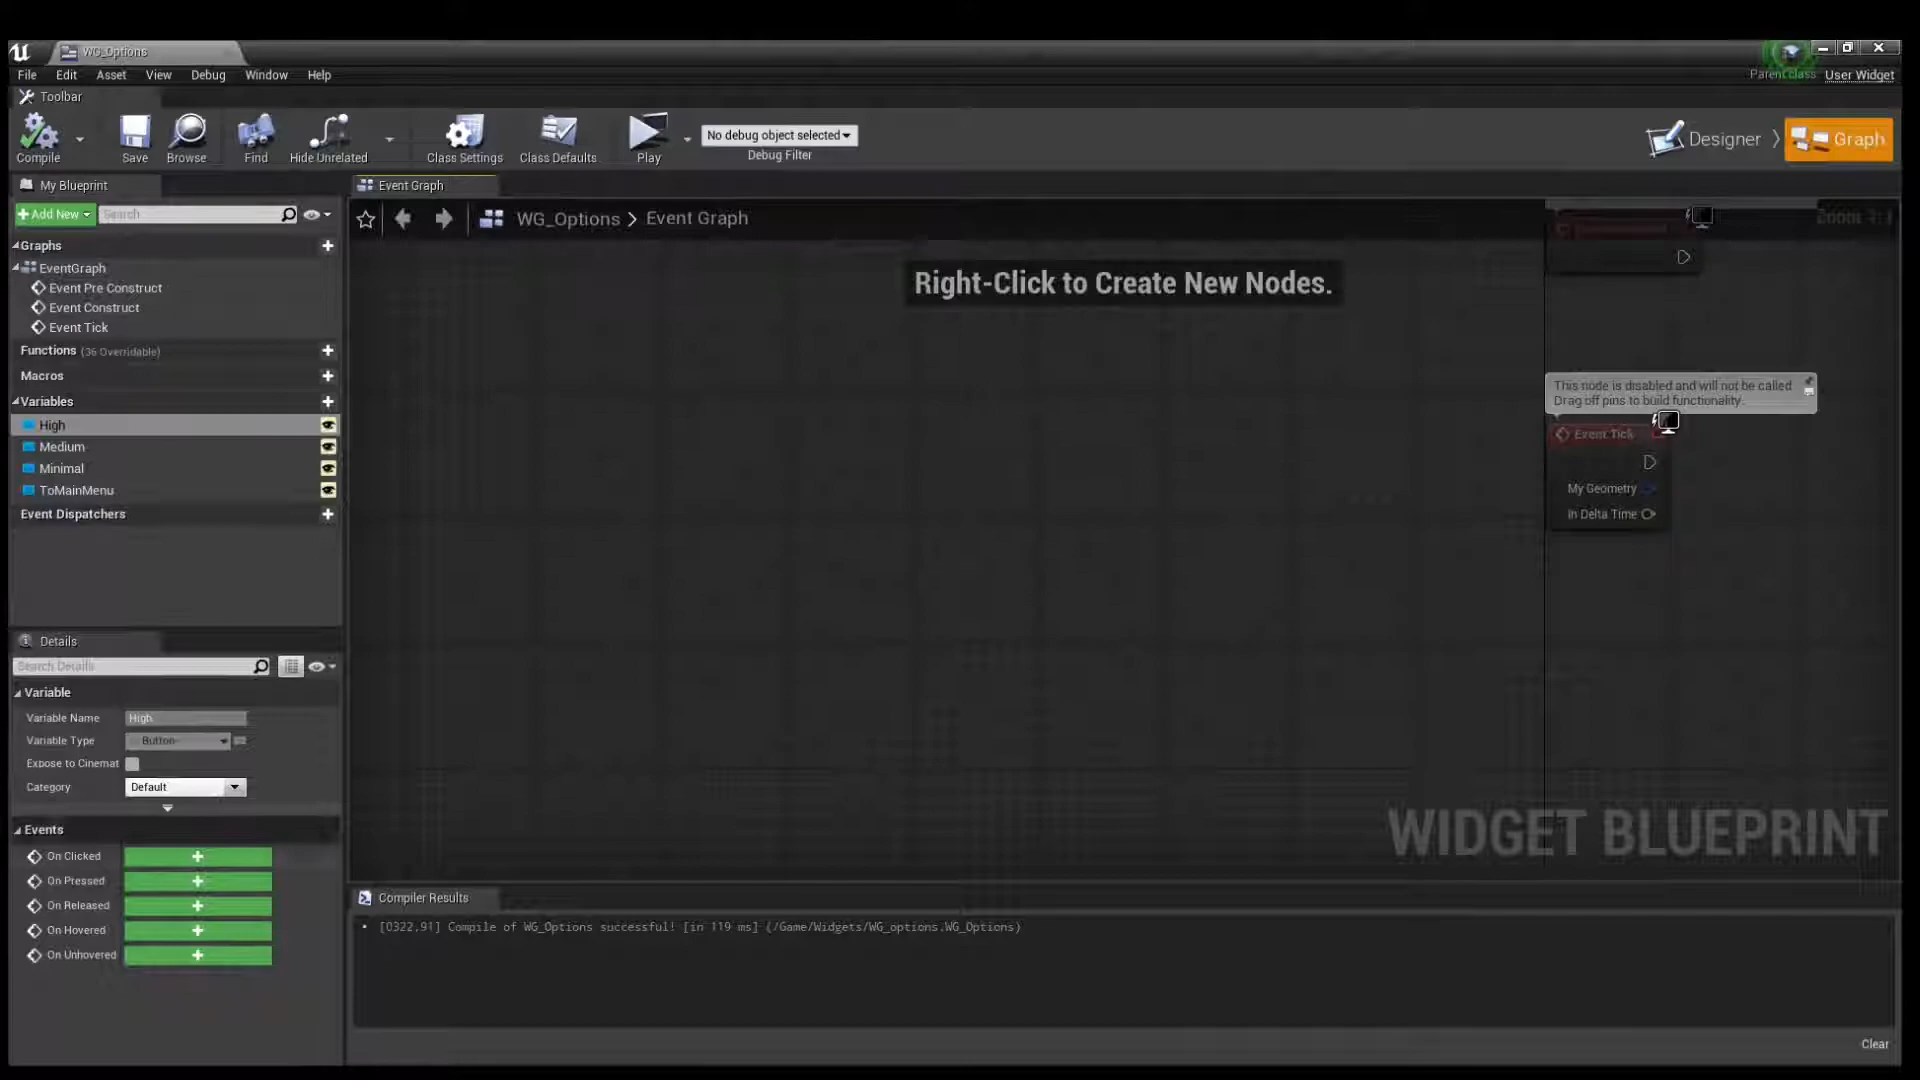 WG_Options
File Edit Asset View Debug Window Help
Parent class User Widget
Toolbar
Compile Save Browse Find Hide Unrelated Class Settings Class Defaults Play
No debug object selected
Debug Filter
Designer Graph
My Blueprint
Event Graph
Add New Search
WG_Options > Event Graph
Right-Click to Create New Nodes.
Graphs
EventGraph
Event Pre Construct
Event Construct
Event Tick
Functions (36 Overridable)
Macros
Variables
High
Medium
Minimal
ToMainMenu
Event Dispatchers
This node is disabled and will not be called
Drag off pins to build functionality.
Event Tick
My Geometry
In Delta Time
Details
Search Details
Variable
Variable Name High
Variable Type Button
Expose to Cinemat
Category Default
Events
On Clicked
On Pressed
On Released
On Hovered
On Unhovered
WIDGET BLUEPRINT
Compiler Results
[0322.91] Compile of WG_Options successful! [in 119 ms] (/Game/Widgets/WG_options.WG_Options)
Clear